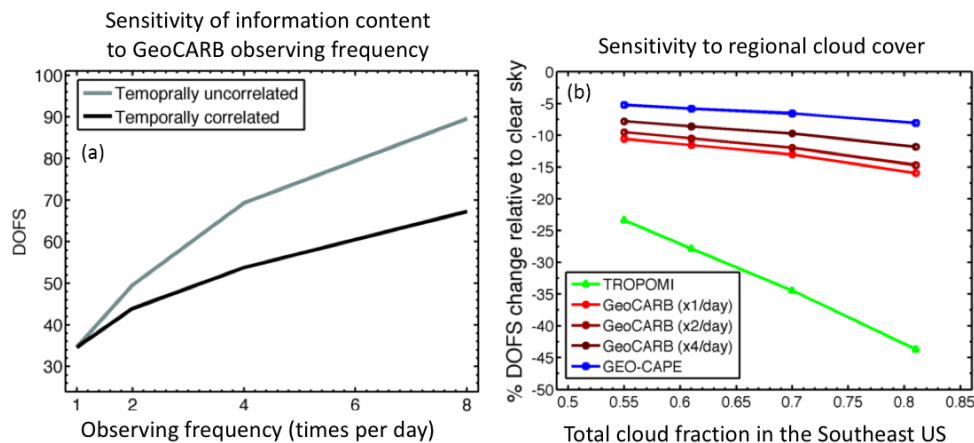 Sensitivity of information content
to GeoCARB observing frequency
100
90
80
70
60
50
40
30
DOFS
Temoprally uncorrelated
Temporally correlated
(a)
1
2
4
6
8
Observing frequency (times per day)
Sensitivity to regional cloud cover
0
-5
-10
-15
-20
-25
-30
-35
-40
-45
-50
% DOFS change relative to clear sky
(b)
TROPOMI
GeoCARB (x1/day)
GeoCARB (x2/day)
GeoCARB (x4/day)
GEO-CAPE
0.5
0.55
0.6
0.65
0.7
0.75
0.8
0.85
Total cloud fraction in the Southeast US